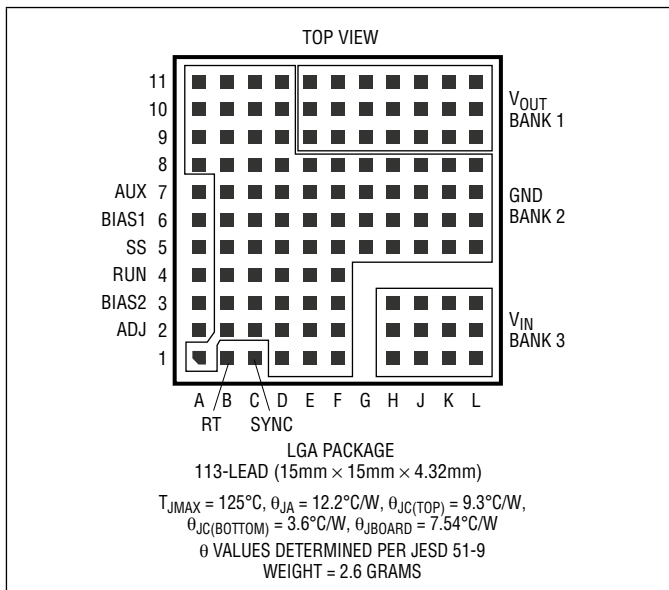 TOP VIEW
11
10
9
8
AUX 7
BIAS1 6
SS 5
RUN 4
BIAS2 3
ADJ 2
1
VOUT
BANK 1
GND
BANK 2
VIN
BANK 3
A B C D E F G H J K L
RT SYNC
LGA PACKAGE
113-LEAD (15mm × 15mm × 4.32mm)
TJMAX = 125°C, θJA = 12.2°C/W, θJC(TOP) = 9.3°C/W,
θJC(BOTTOM) = 3.6°C/W, θJBOARD = 7.54°C/W
θ VALUES DETERMINED PER JESD 51-9
WEIGHT = 2.6 GRAMS